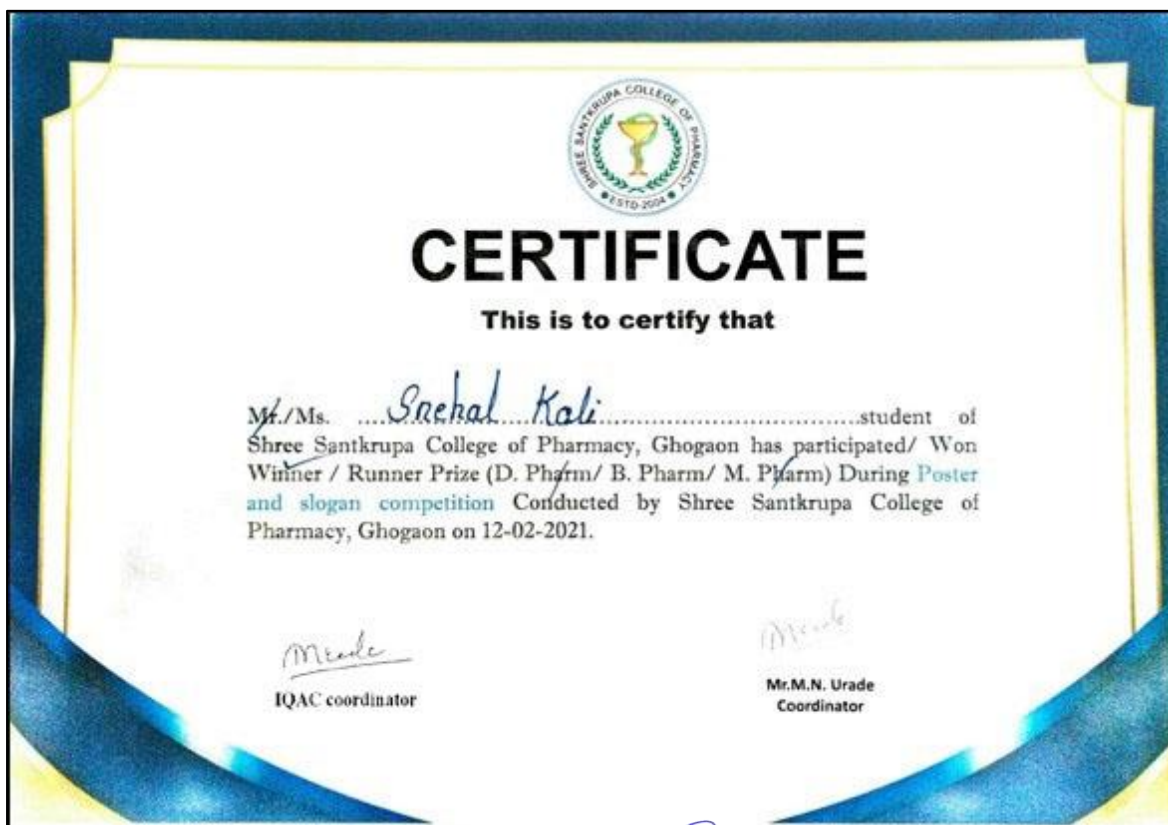 SHREE SANTKRUPA COLLEGE OF PHARMACY
ESTD-2004
CERTIFICATE
This is to certify that
Mr./Ms. ....Snehal Kali..........................................student of
Shree Santkrupa College of Pharmacy, Ghogaon has participated/ Won
Winner / Runner Prize (D. Pharm/ B. Pharm/ M. Pharm) During Poster
and slogan competition Conducted by Shree Santkrupa College of
Pharmacy, Ghogaon on 12-02-2021.
IQAC coordinator
Mr.M.N. Urade
Coordinator